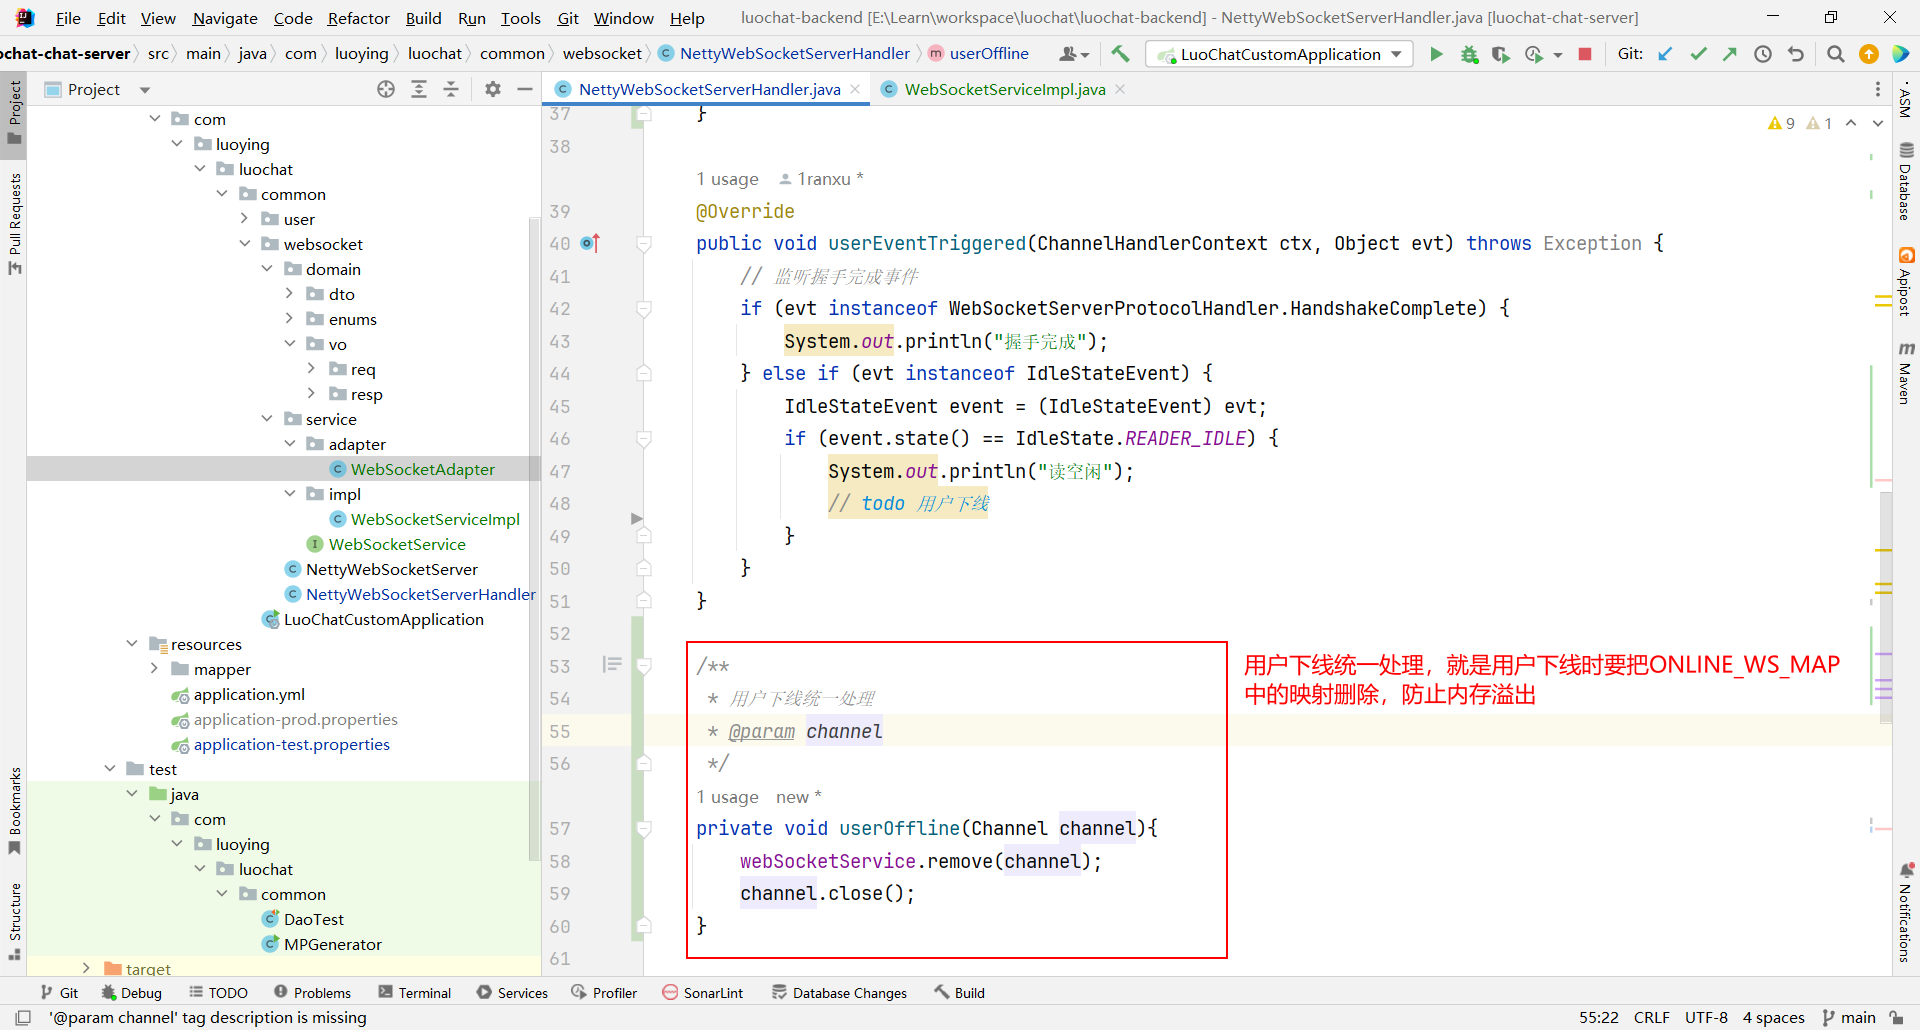 File Edit View Navigate Code Refactor Build Run Tools Git Window Help luochat-backend [E:\Learn\workspace\luochat\luochat-backend] - NettyWebSocketServerHandler.java [luochat-chat-server]
ochat-chat-server src main java com luoying luochat common websocket NettyWebSocketServerHandler userOffline LuoChatCustomApplication Git:
Project NettyWebSocketServerHandler.java WebSocketServiceImpl.java
Project
Pull Requests
Bookmarks
Structure
com
luoying
luochat
common
user
websocket
domain
dto
enums
vo
req
resp
service
adapter
WebSocketAdapter
impl
WebSocketServiceImpl
WebSocketService
NettyWebSocketServer
NettyWebSocketServerHandler
LuoChatCustomApplication
resources
mapper
application.yml
application-prod.properties
application-test.properties
test
java
com
luoying
luochat
common
DaoTest
MPGenerator
target
9 1
37 }
38
1 usage 1ranxu *
39 @Override
40 public void userEventTriggered(ChannelHandlerContext ctx, Object evt) throws Exception {
41 // 监听握手完成事件
42 if (evt instanceof WebSocketServerProtocolHandler.HandshakeComplete) {
43 System.out.println("握手完成");
44 } else if (evt instanceof IdleStateEvent) {
45 IdleStateEvent event = (IdleStateEvent) evt;
46 if (event.state() == IdleState.READER_IDLE) {
47 System.out.println("读空闲");
48 // todo 用户下线
49 }
50 }
51 }
52
53 /**
54 * 用户下线统一处理
55 * @param channel
56 */
1 usage new *
57 private void userOffline(Channel channel){
58 webSocketService.remove(channel);
59 channel.close();
60 }
61
用户下线统一处理，就是用户下线时要把ONLINE_WS_MAP
中的映射删除，防止内存溢出
ASM
Database
Apipost
m Maven
Notifications
Git Debug TODO Problems Terminal Services Profiler SonarLint Database Changes Build
'@param channel' tag description is missing 55:22 CRLF UTF-8 4 spaces main